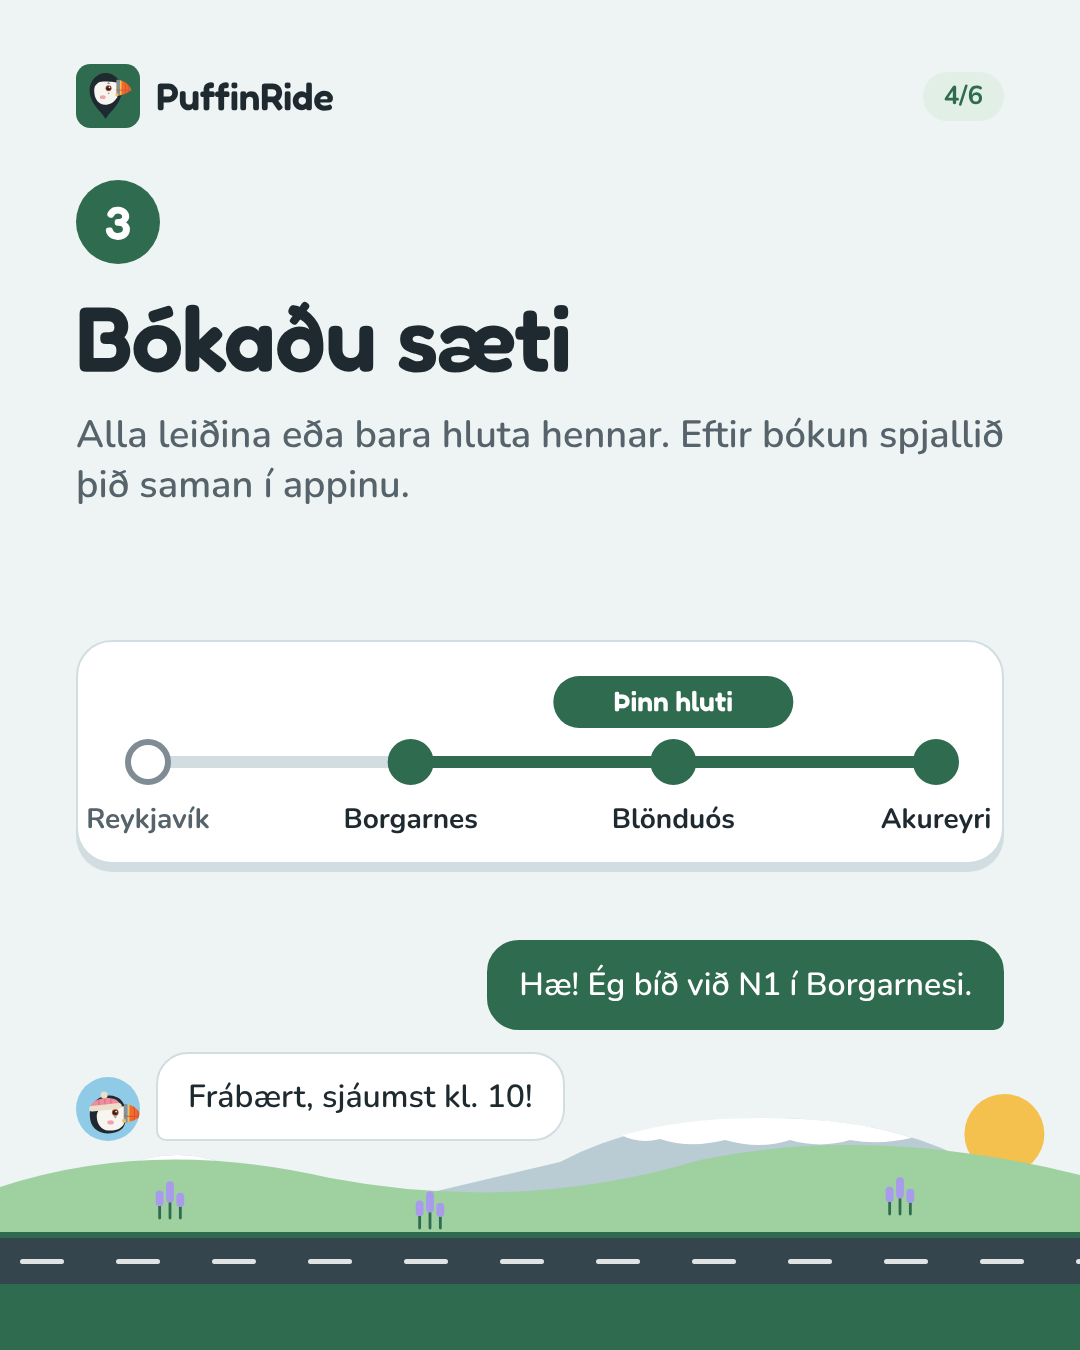 PuffinRide
4/6
3
Bókaðu sæti
Alla leiðina eða bara hluta hennar. Eftir bókun spjallið
þið saman í appinu.
Þinn hluti
Reykjavík Borgarnes Blönduós Akureyri
Hæ! Ég bíð við N1 í Borgarnesi.
Frábært, sjáumst kl. 10!